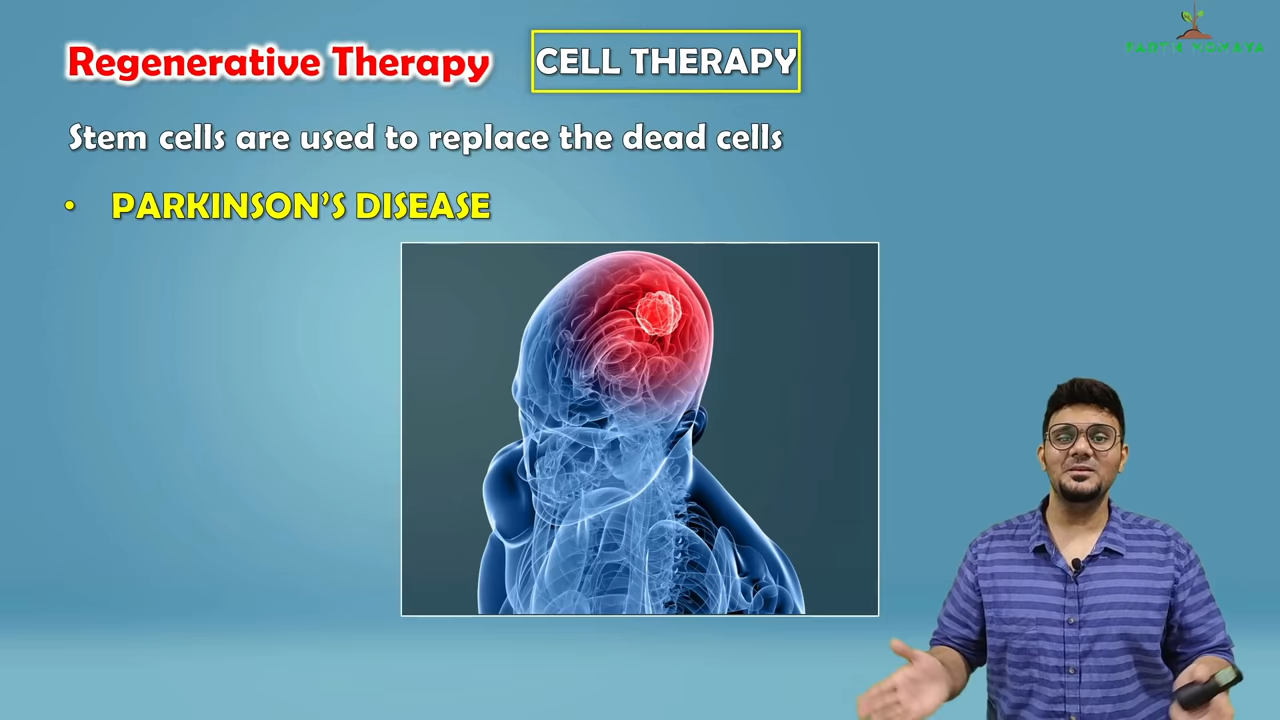 Regenerative Therapy
CELL THERAPY
Stem cells are used to replace the dead cells
• PARKINSON'S DISEASE